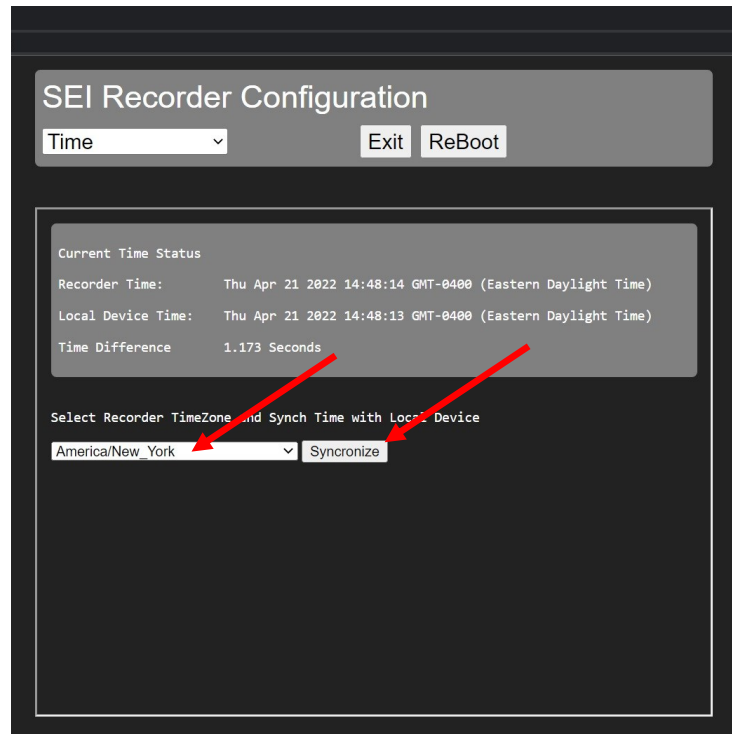 SEI Recorder Configuration
Time Exit ReBoot
Current Time Status
Recorder Time: Thu Apr 21 2022 14:48:14 GMT-0400 (Eastern Daylight Time)
Local Device Time: Thu Apr 21 2022 14:48:13 GMT-0400 (Eastern Daylight Time)
Time Difference 1.173 Seconds
Select Recorder TimeZone and Synch Time with Local Device
America/New_York Syncronize